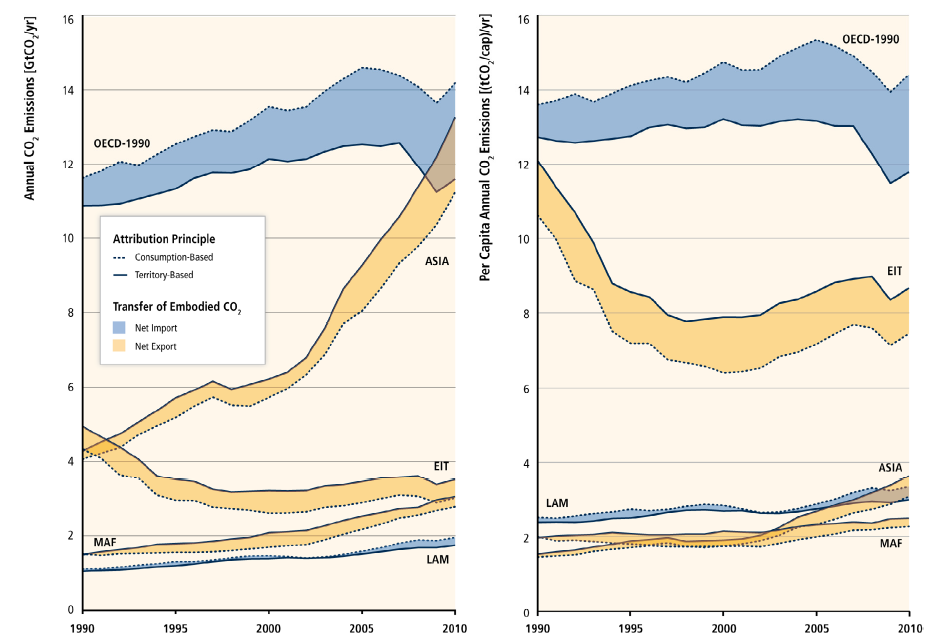 Annual CO2 Emissions [GtCO2/yr]
16
14
12
10
8
6
4
2
0
OECD-1990
ASIA
EIT
MAF
LAM
Attribution Principle
Consumption-Based
Territory-Based
Transfer of Embodied CO2
Net Import
Net Export
1990 1995 2000 2005 2010
Per Capita Annual CO2 Emissions [(tCO2/cap)/yr]
16
14
12
10
8
6
4
2
0
OECD-1990
EIT
ASIA
LAM
MAF
1990 1995 2000 2005 2010